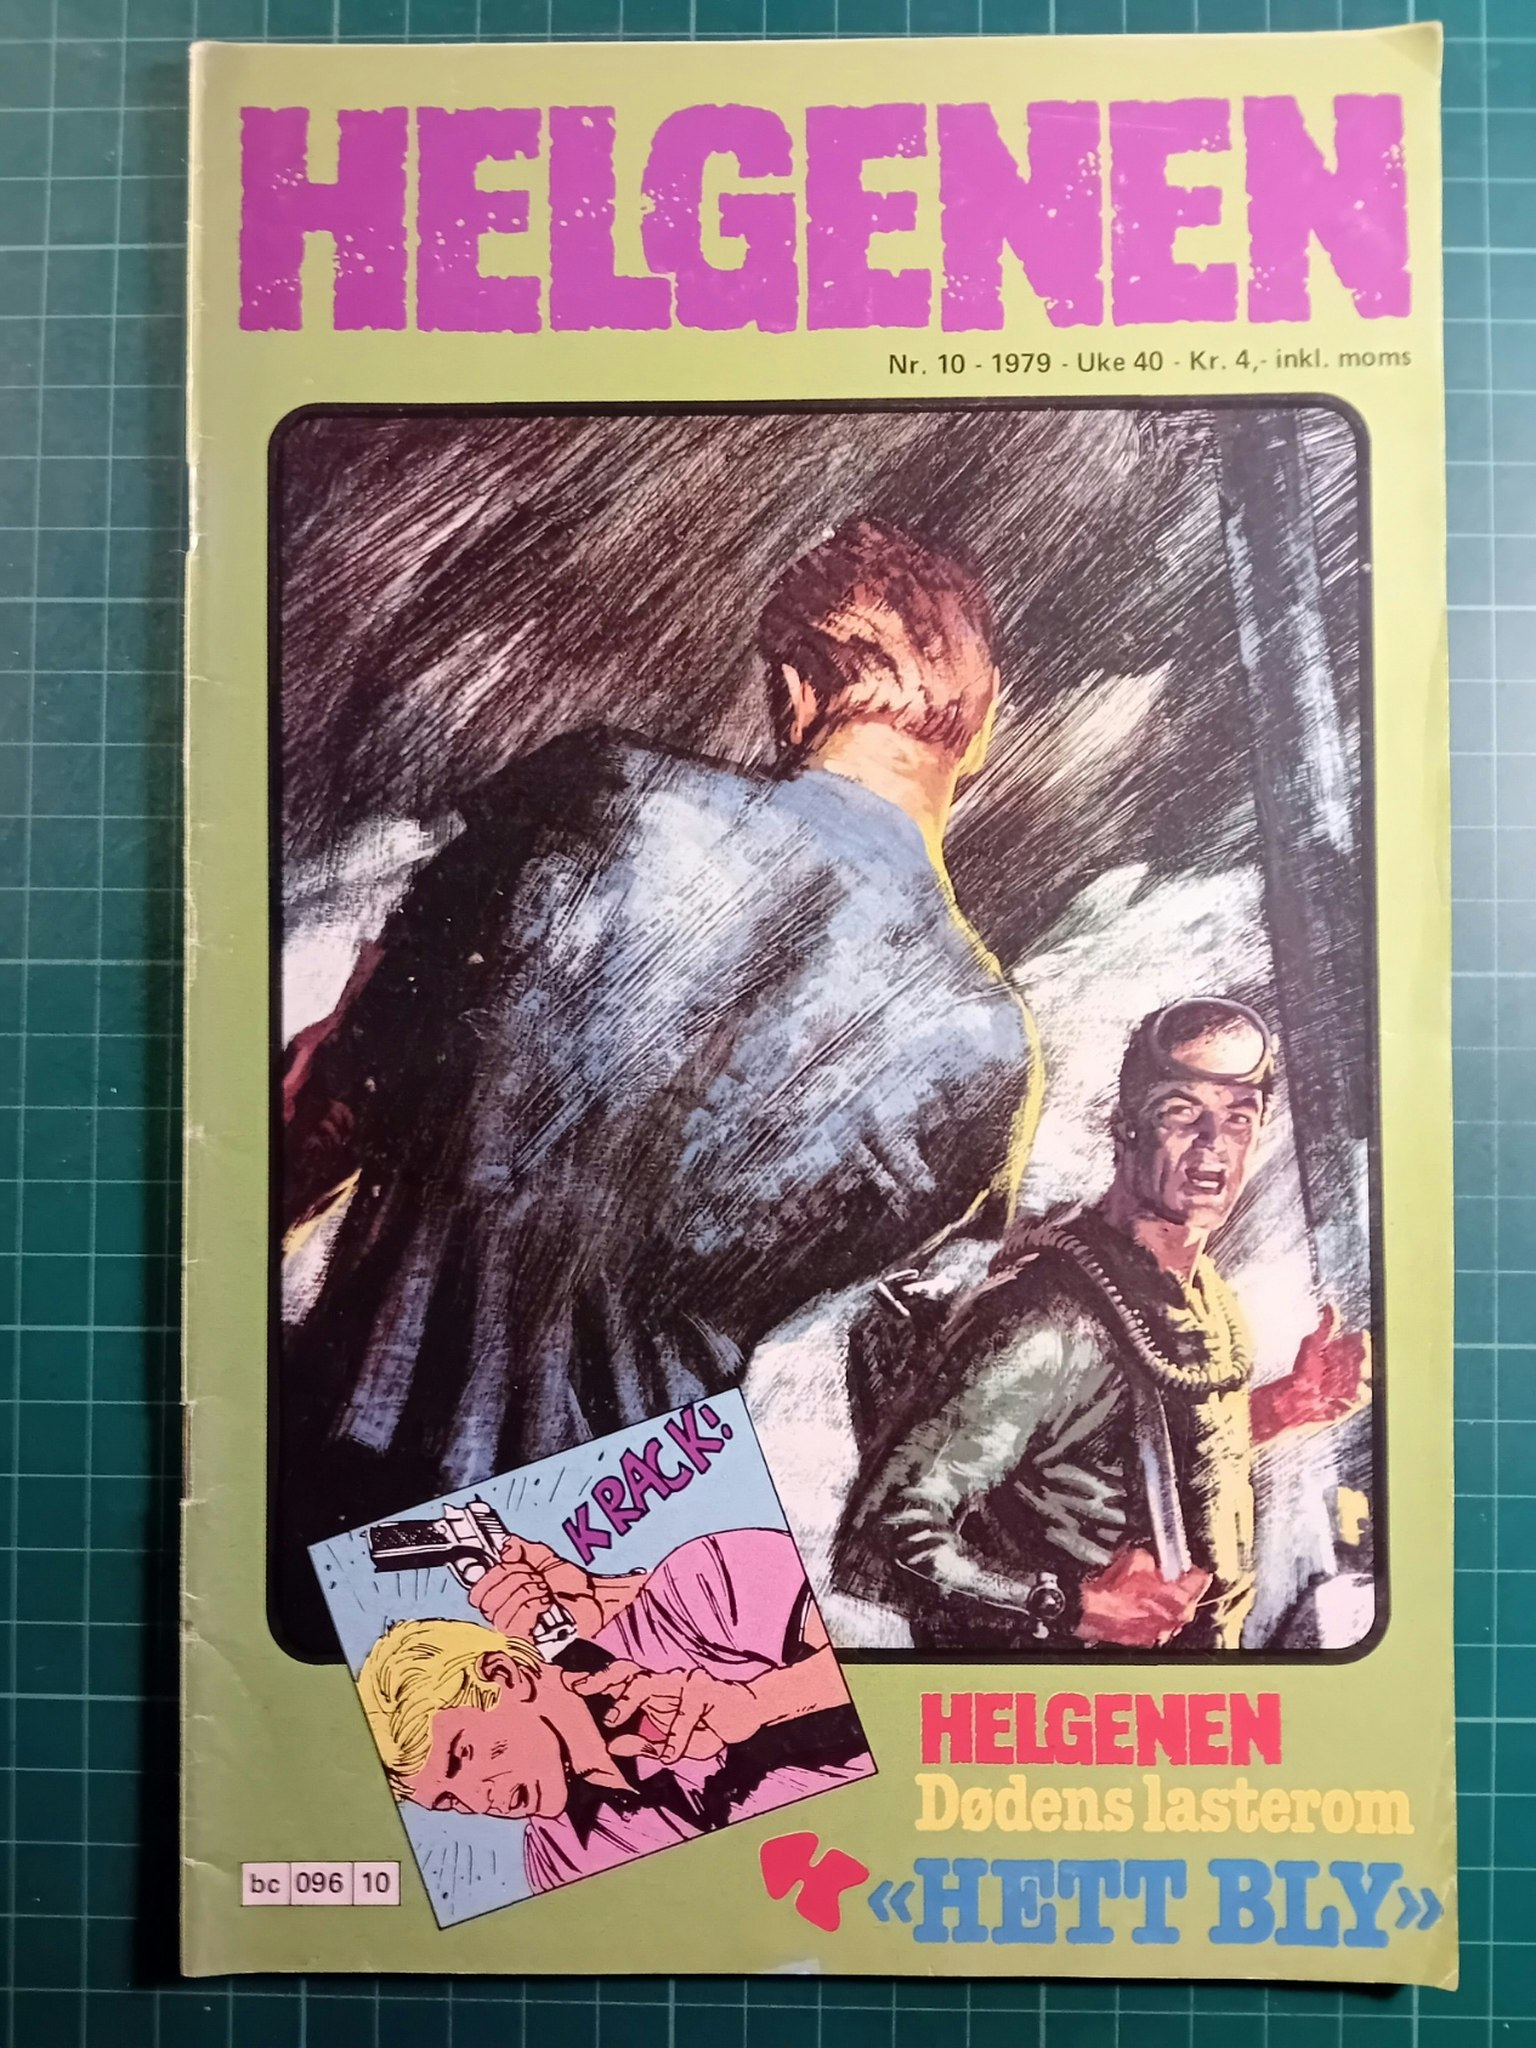 HELGENEN
Nr. 10 - 1979 - Uke 40 - Kr. 4,- inkl. moms
KRACK!
HELGENEN
Dødens lasterom
«HETT BLY»
bc 096 10